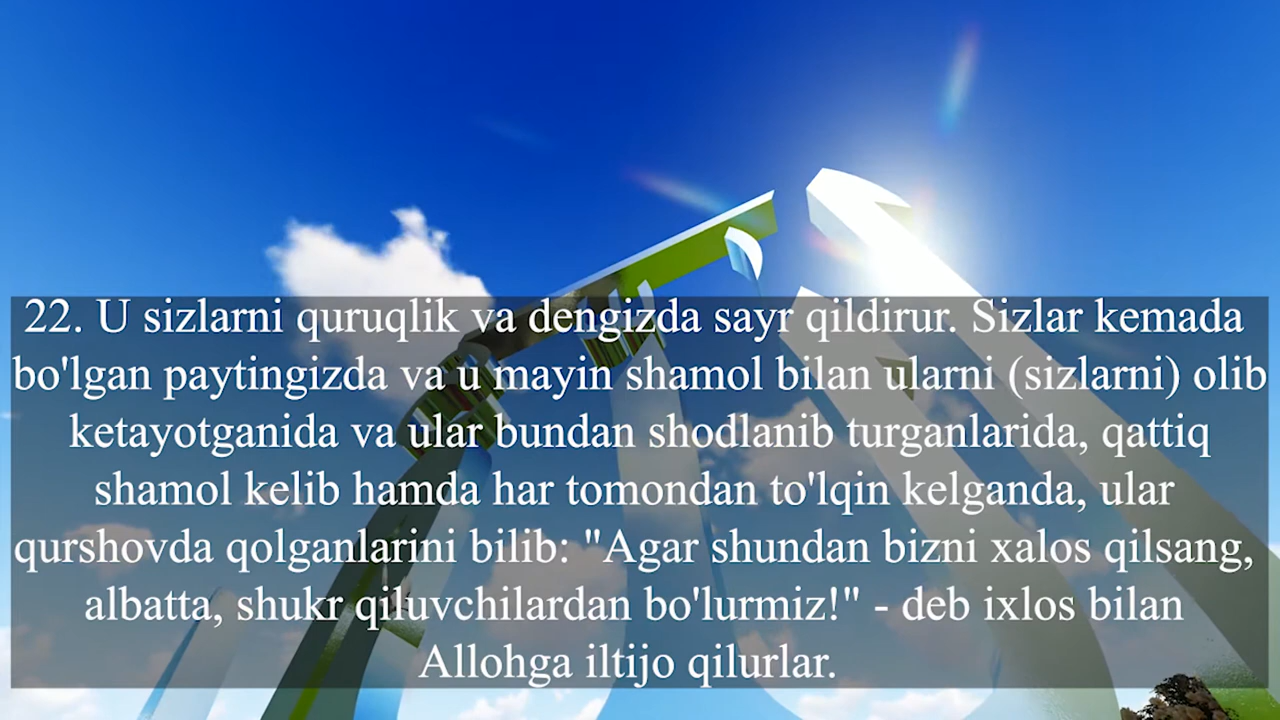 22. U sizlarni quruqlik va dengizda sayr qildirur. Sizlar kemada
bo'lgan paytingizda va u mayin shamol bilan ularni (sizlarni) olib
ketayotganida va ular bundan shodlanib turganlarida, qattiq
shamol kelib hamda har tomondan to'lqin kelganda, ular
qurshovda qolganlarini bilib: "Agar shundan bizni xalos qilsang,
albatta, shukr qiluvchilardan bo'lurmiz!" - deb ixlos bilan
Allohga iltijo qilurlar.